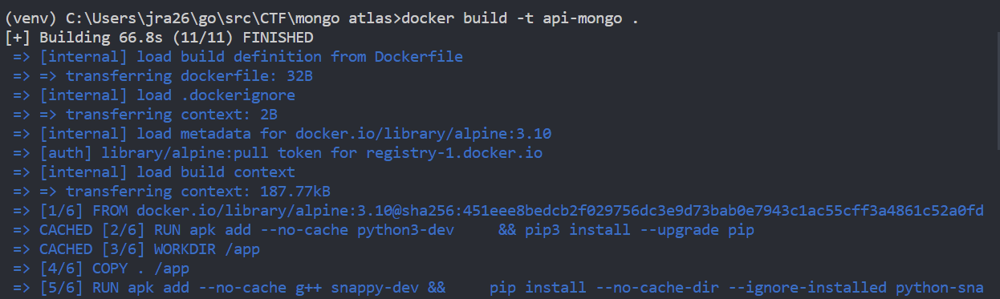 (venv) C:\Users\jra26\go\src\CTF\mongo atlas>docker build -t api-mongo .
[+] Building 66.8s (11/11) FINISHED
=> [internal] load build definition from Dockerfile
=> => transferring dockerfile: 32B
=> [internal] load .dockerignore
=> => transferring context: 2B
=> [internal] load metadata for docker.io/library/alpine:3.10
=> [auth] library/alpine:pull token for registry-1.docker.io
=> [internal] load build context
=> => transferring context: 187.77kB
=> [1/6] FROM docker.io/library/alpine:3.10@sha256:451eee8bedcb2f029756dc3e9d73bab0e7943c1ac55cff3a4861c52a0fd
=> CACHED [2/6] RUN apk add --no-cache python3-dev     && pip3 install --upgrade pip
=> CACHED [3/6] WORKDIR /app
=> [4/6] COPY . /app
=> [5/6] RUN apk add --no-cache g++ snappy-dev &&     pip install --no-cache-dir --ignore-installed python-sna